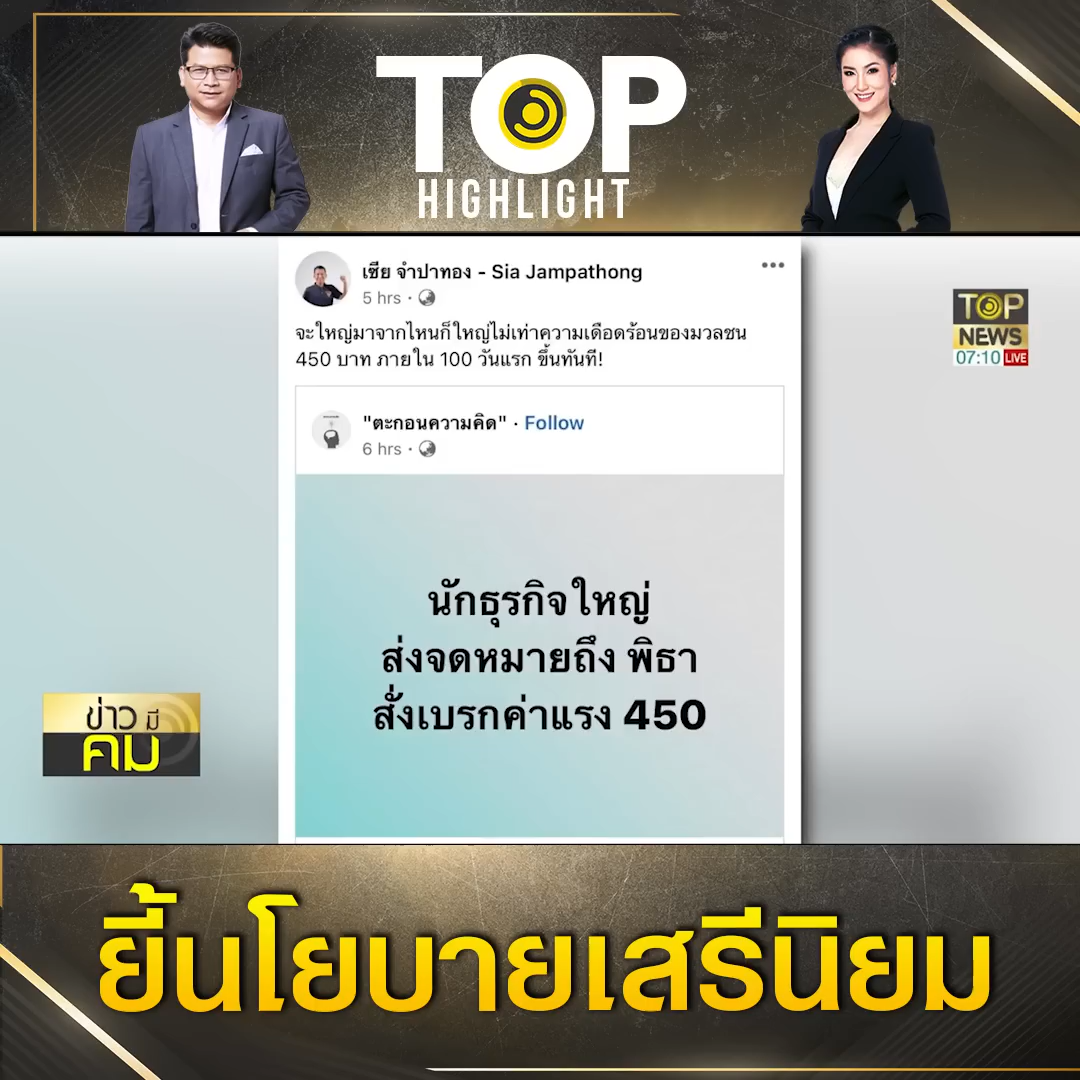 TOP
HIGHLIGHT
เซีย จำปาทอง - Sia Jampathong
5 hrs ·
จะใหญ่มาจากไหนก็ใหญ่ไม่เท่าความเดือดร้อนของมวลชน
450 บาท ภายใน 100 วันแรก ขึ้นทันที!
TOP
NEWS
07:10 LIVE
"ตะกอนความคิด" · Follow
6 hrs ·
นักธุรกิจใหญ่
ส่งจดหมายถึง พิธา
สั่งเบรกค่าแรง 450
ข่าวมี
คม
ยี้นโยบายเสรีนิยม